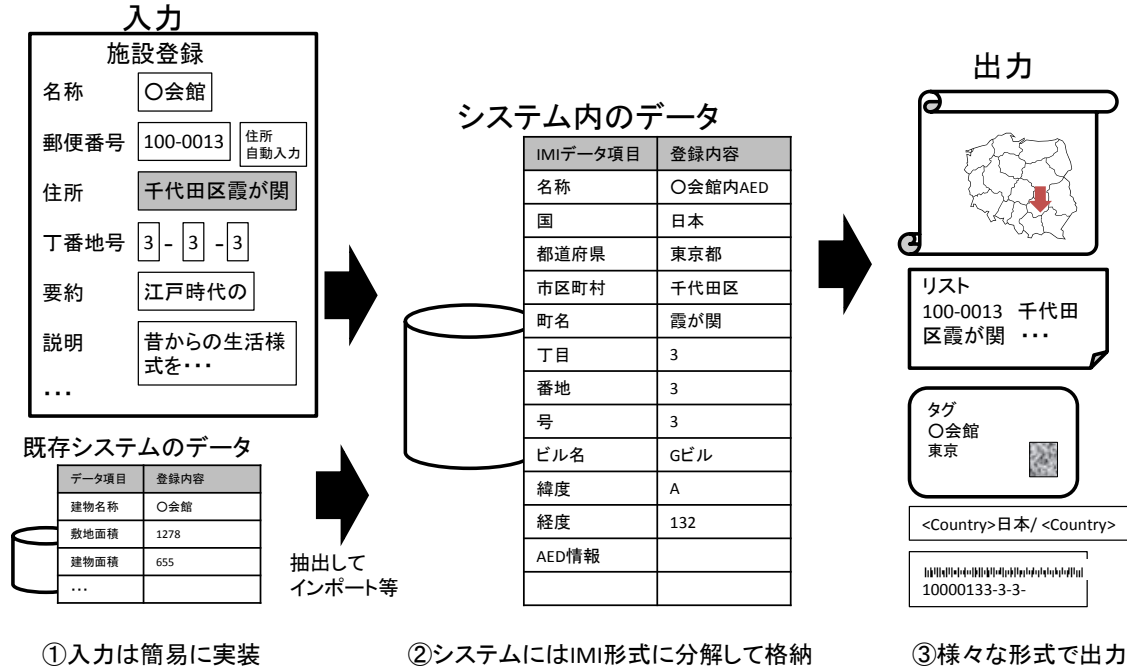 入力
施設登録
名称 〇会館
郵便番号 100-0013 住所
自動入力
住所 千代田区霞が関
丁番地号 3 - 3 - 3
要約 江戸時代の
説明 昔からの生活様
式を・・・
・・・
既存システムのデータ
データ項目 登録内容
建物名称 〇会館
敷地面積 1278
建物面積 655
・・・
抽出して
インポート等
①入力は簡易に実装
システム内のデータ
IMIデータ項目 登録内容
名称 〇会館内AED
国 日本
都道府県 東京都
市区町村 千代田区
町名 霞が関
丁目 3
番地 3
号 3
ビル名 Gビル
緯度 A
経度 132
AED情報
②システムにはIMI形式に分解して格納
出力
リスト
100-0013 千代田
区霞が関 ・・・
タグ
〇会館
東京
<Country>日本/ <Country>
10000133-3-3-
③様々な形式で出力